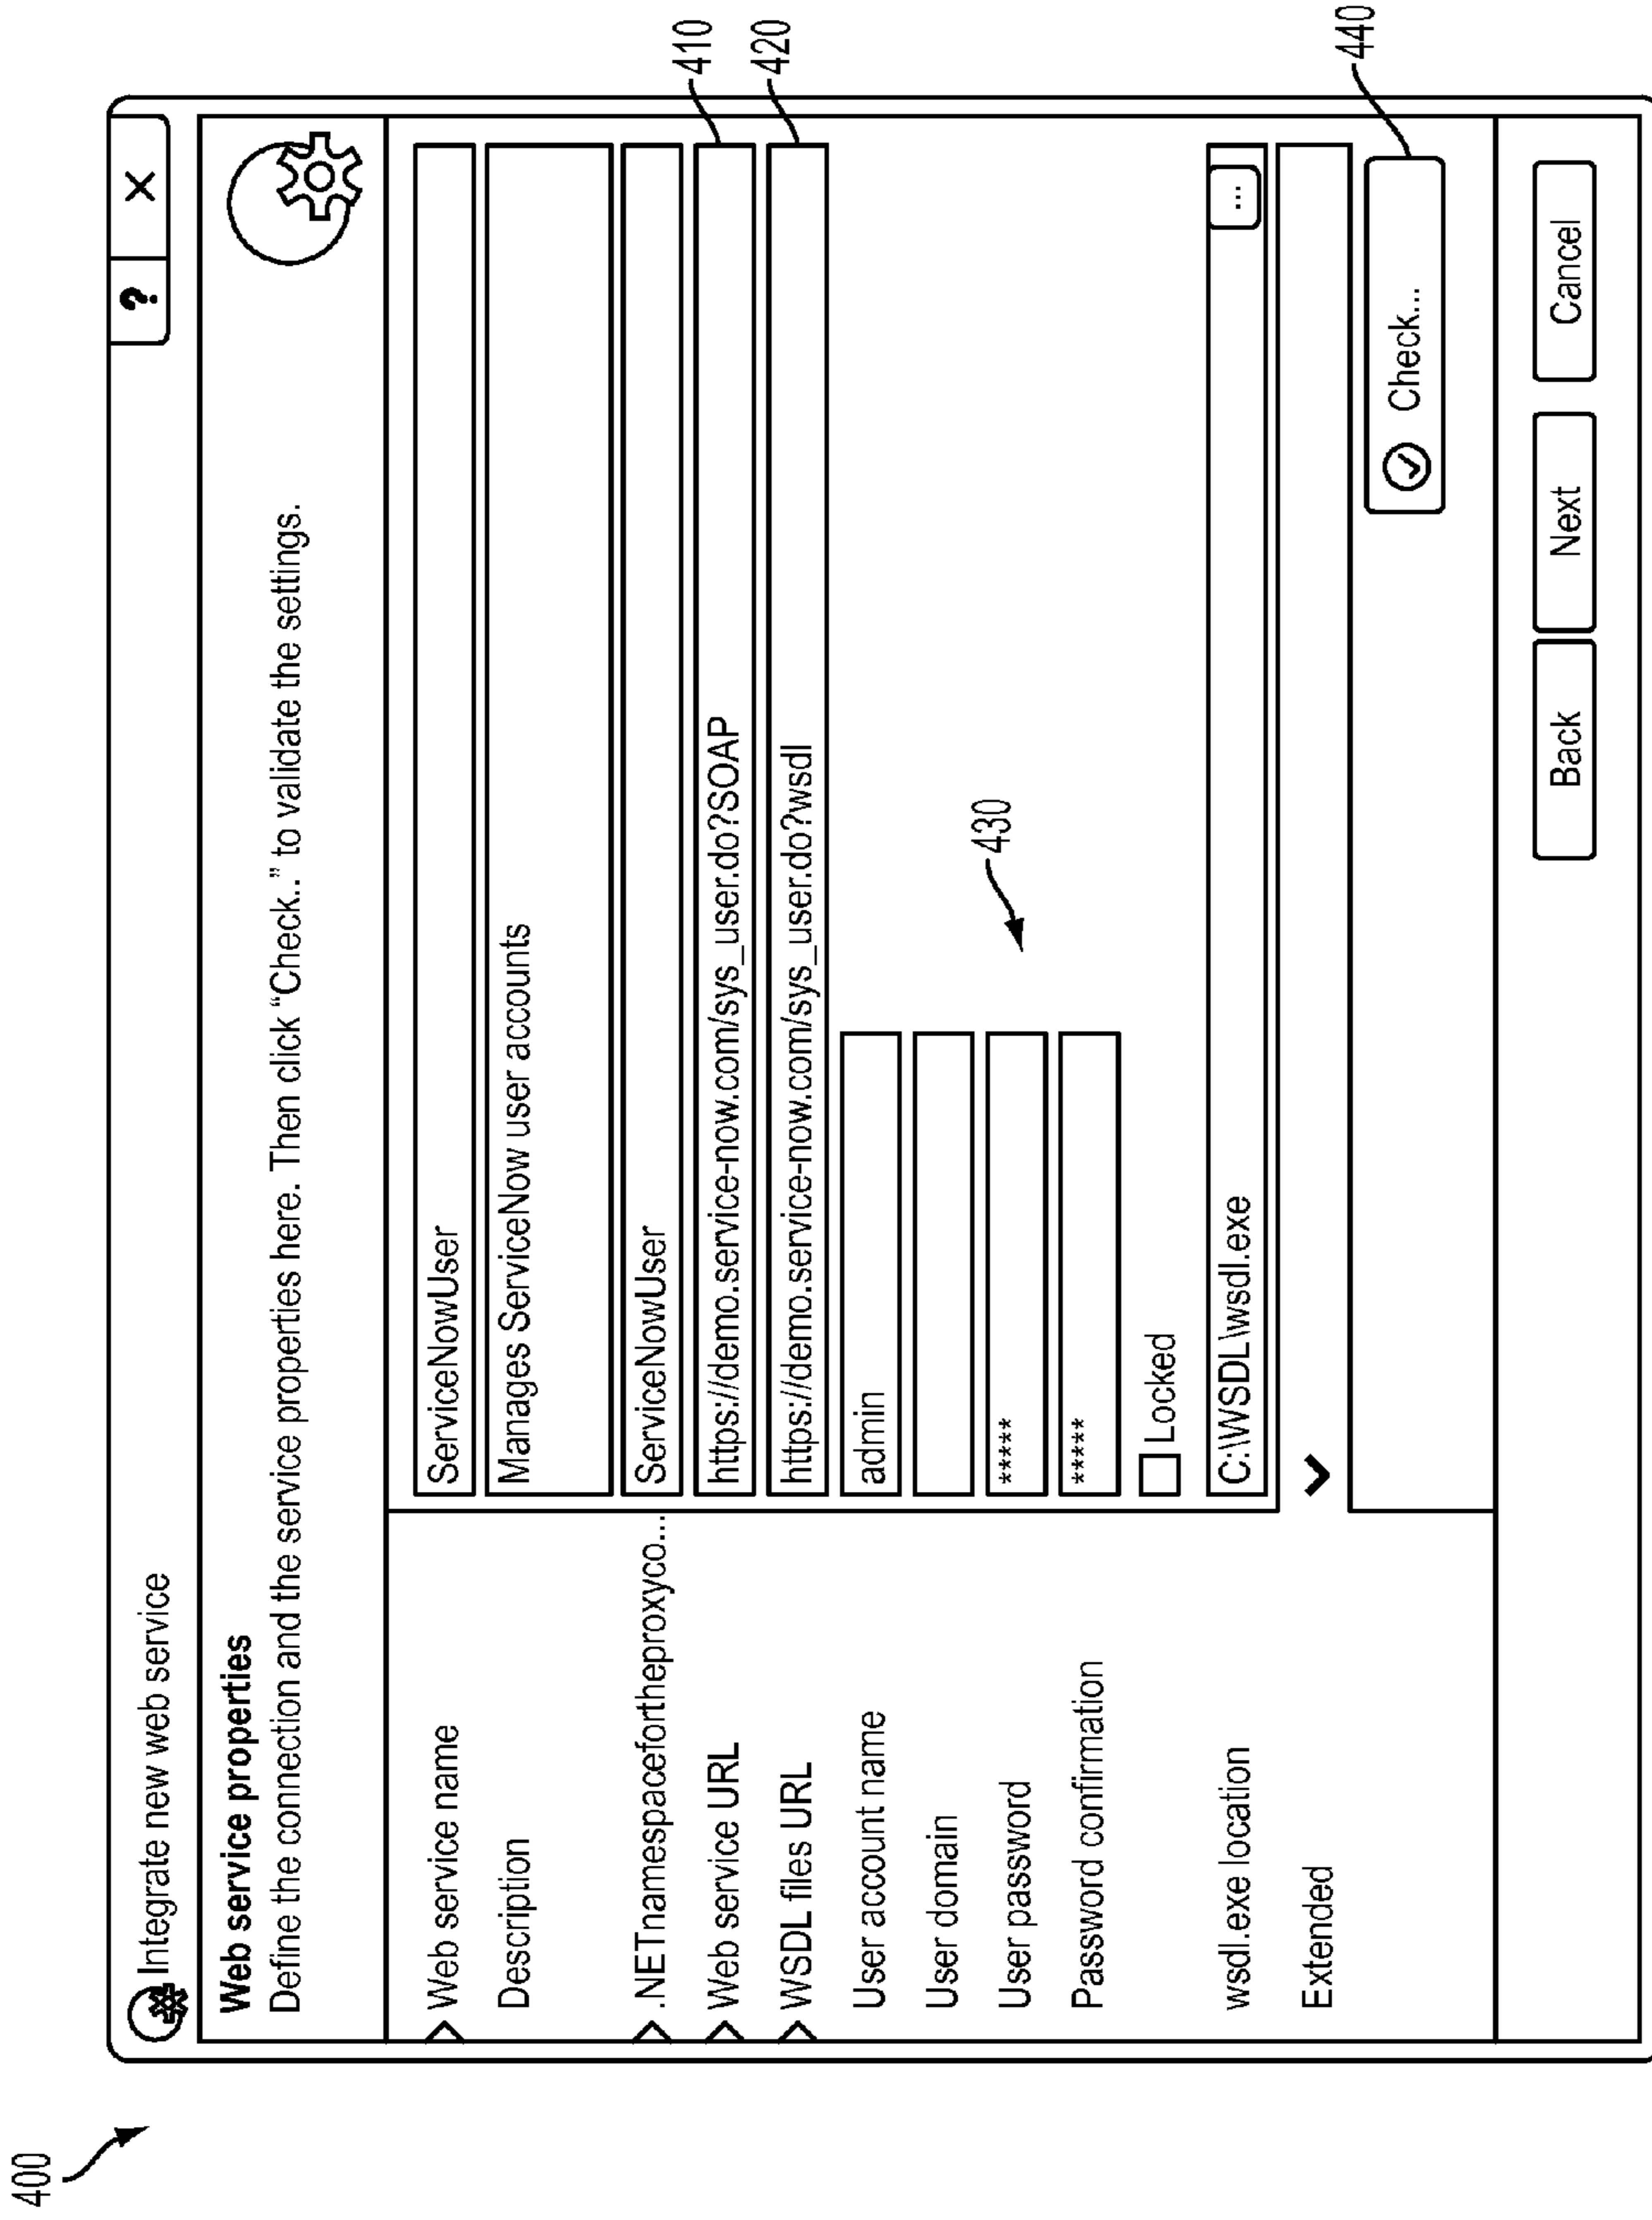 400
Integrate new web service
? X
Web service properties
Define the connection and the service properties here. Then click “Check..” to validate the settings.
Web service name ServiceNowUser
Description Manages ServiceNow user accounts
.NETnamespacefortheproxyco... ServiceNowUser
Web service URL https://demo.service-now.com/sys_user.do?SOAP 410
WSDL files URL https://demo.service-now.com/sys_user.do?wsdl 420
User account name admin
User domain
User password ***** 430
Password confirmation *****
Locked
wsdl.exe location C:\WSDL\wsdl.exe ...
Extended
Check... 440
Back Next Cancel